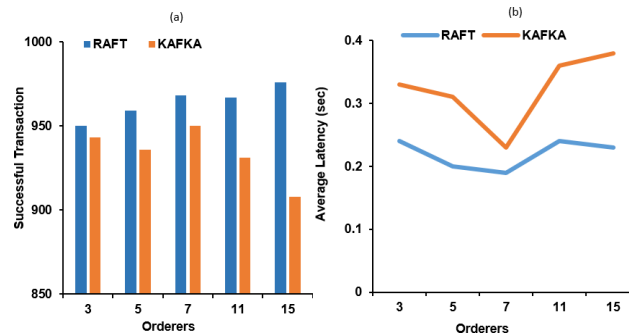 (a)
RAFT KAFKA
1000
950
900
850
Successful Transaction
3 5 7 11 15
Orderers
(b)
RAFT KAFKA
0.4
0.3
0.2
0.1
0
Average Latency (sec)
3 5 7 11 15
Orderers